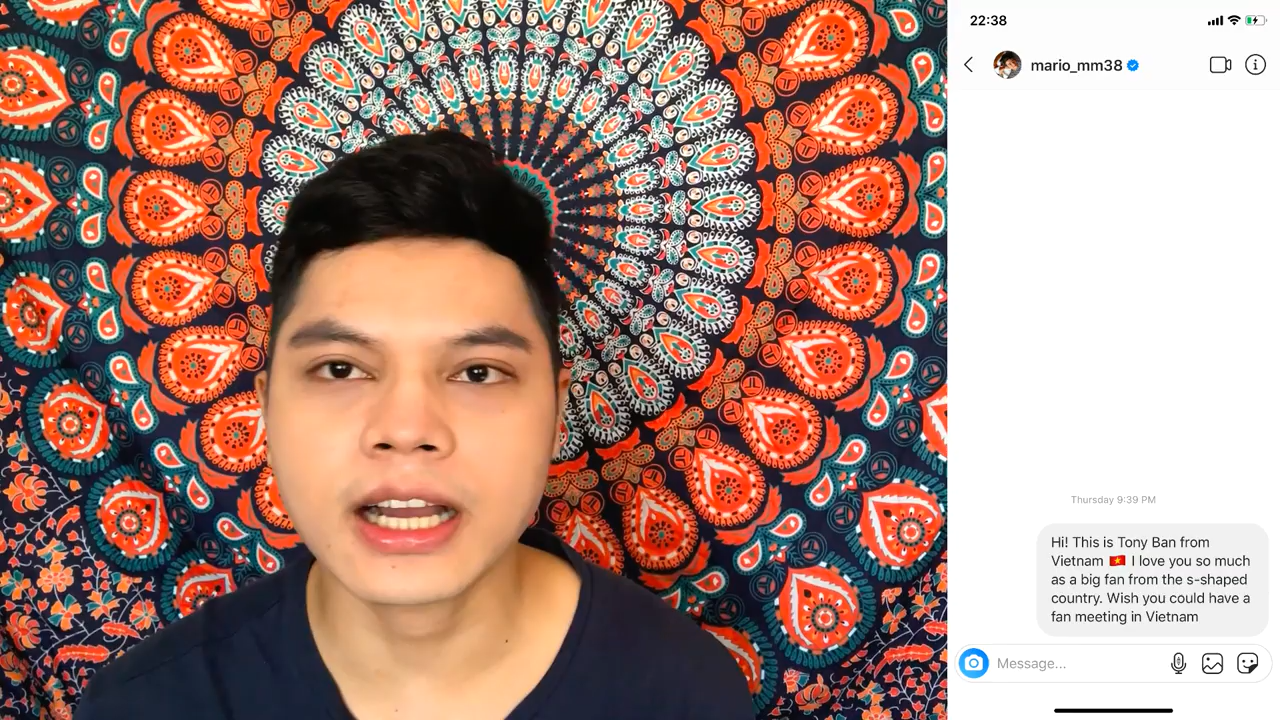 22:38
mario_mm38
Thursday 9:39 PM
Hi! This is Tony Ban from
Vietnam 🇻🇳 I love you so much
as a big fan from the s-shaped
country. Wish you could have a
fan meeting in Vietnam
Message...